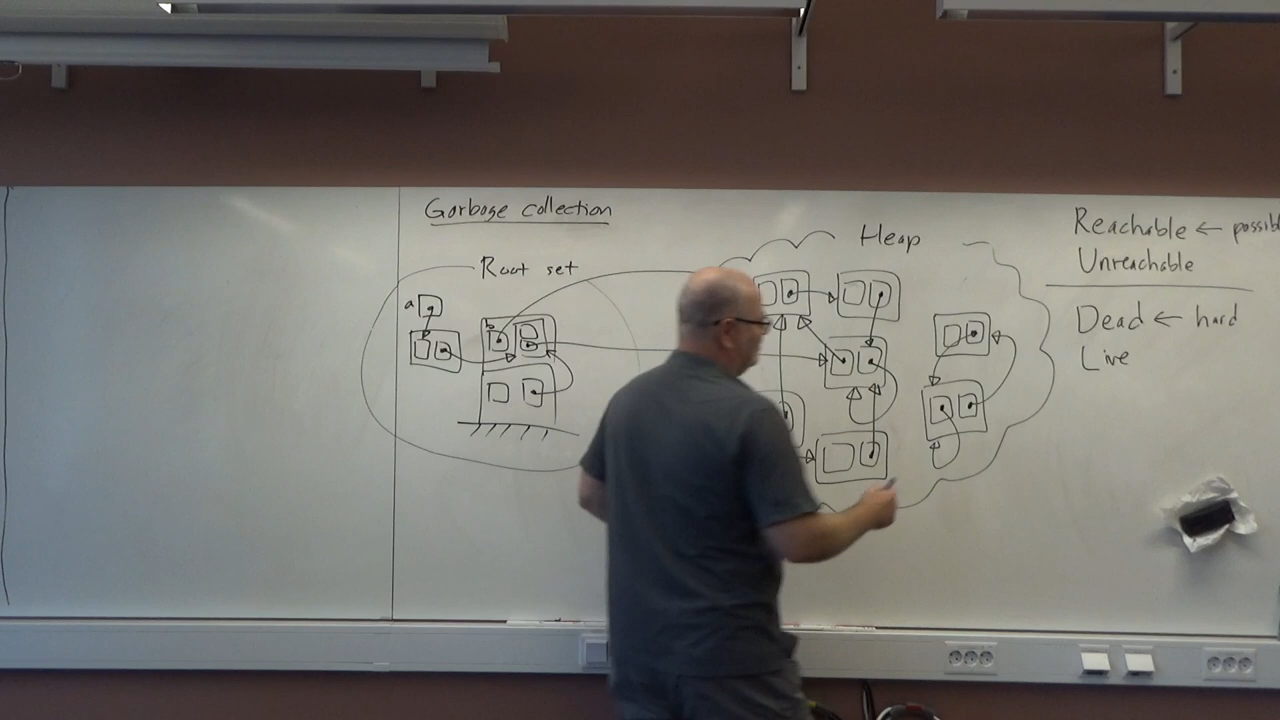 Garbage collection
Root set
a
b
Heap
Reachable ← possibl
Unreachable
Dead ← hard
Live